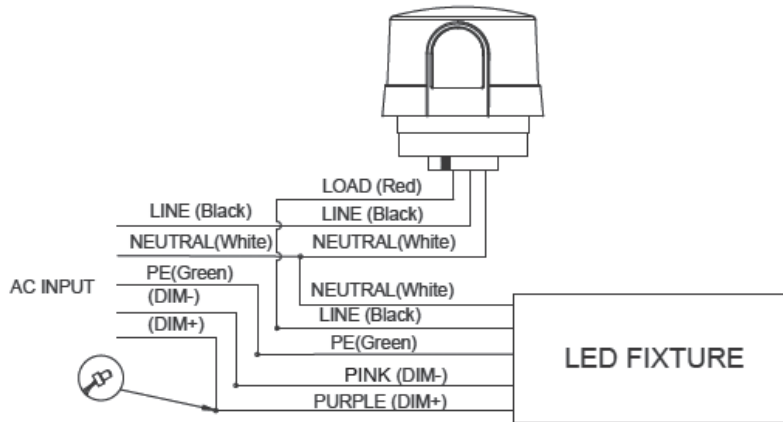 LOAD (Red)
LINE (Black) LINE (Black)
NEUTRAL(White) NEUTRAL(White)
PE(Green)
AC INPUT
(DIM-)
(DIM+)
NEUTRAL(White)
LINE (Black)
PE(Green)
PINK (DIM-)
PURPLE (DIM+)
LED FIXTURE